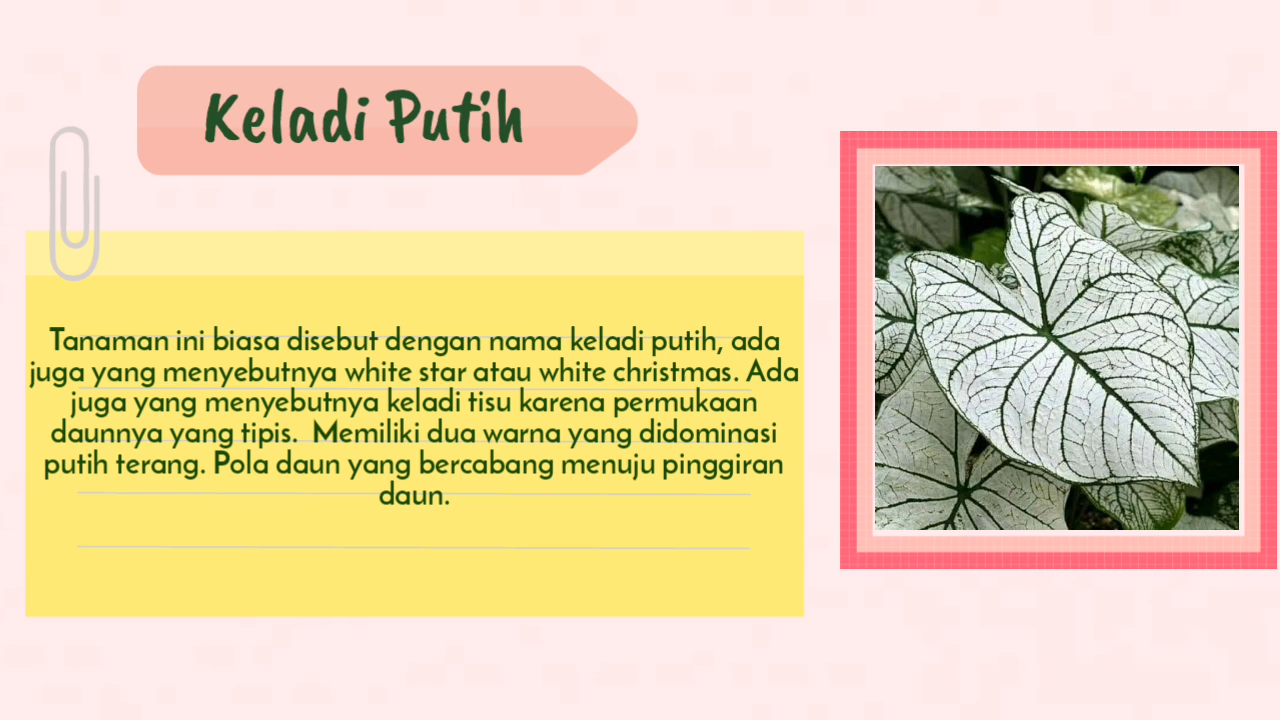 Keladi Putih
Tanaman ini biasa disebut dengan nama keladi putih, ada
juga yang menyebutnya white star atau white christmas. Ada
juga yang menyebutnya keladi tisu karena permukaan
daunnya yang tipis.  Memiliki dua warna yang didominasi
putih terang. Pola daun yang bercabang menuju pinggiran
daun.